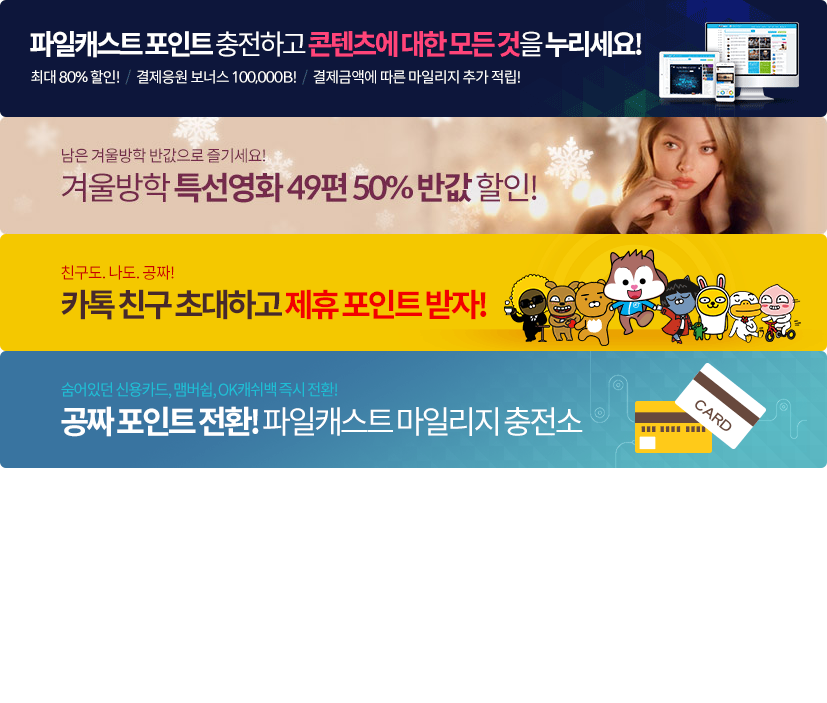 파일캐스트 포인트 충전하고 콘텐츠에 대한 모든 것을 누리세요!
최대 80% 할인! / 결제응원 보너스 100,000B! / 결제금액에 따른 마일리지 추가 적립!
남은 겨울방학 반값으로 즐기세요!
겨울방학 특선영화 49편 50% 반값 할인!
친구도. 나도. 공짜!
카톡 친구 초대하고 제휴 포인트 받자!
숨어있던 신용카드, 맴버쉽, OK캐쉬백 즉시 전환!
공짜 포인트 전환! 파일캐스트 마일리지 충전소
CARD